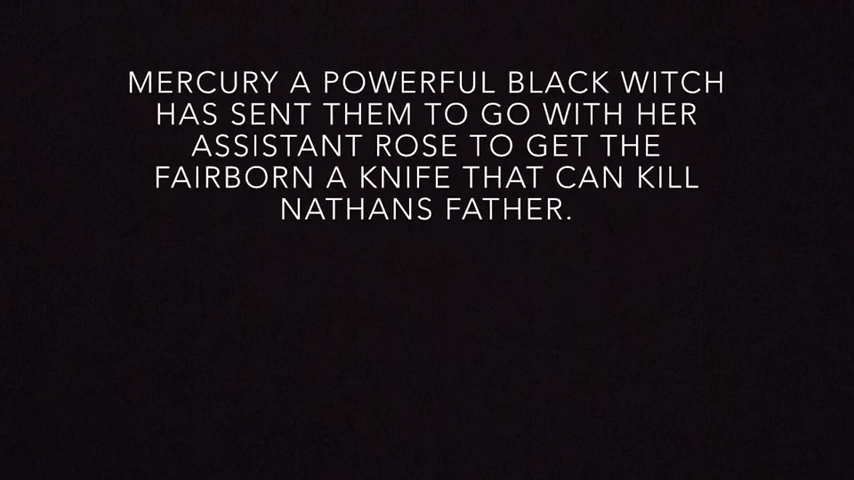 MERCURY A POWERFUL BLACK WITCH
HAS SENT THEM TO GO WITH HER
ASSISTANT ROSE TO GET THE
FAIRBORN A KNIFE THAT CAN KILL
NATHANS FATHER.